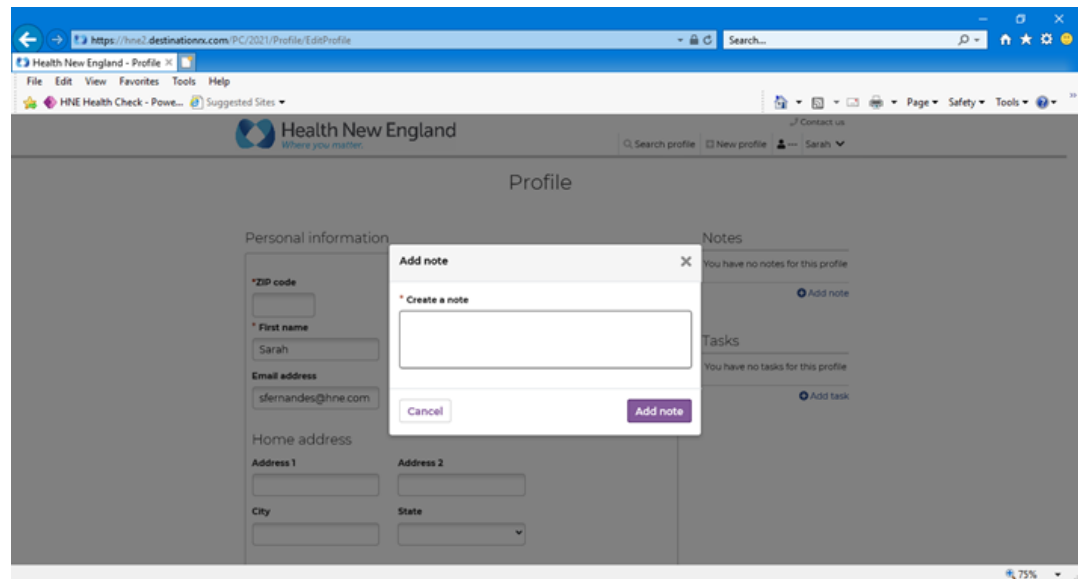 https://hne2.destinationrx.com/PC/2021/Profile/EditProfile
Search...
Health New England - Profile
File Edit View Favorites Tools Help
HNE Health Check - Powe... Suggested Sites
Page Safety Tools
Health New England
Where you matter.
Contact us
Search profile New profile --- Sarah
Profile
Personal information
*ZIP code
* First name
Sarah
Email address
sfernandes@hne.com
Home address
Address 1 Address 2
City State
Add note
* Create a note
Cancel Add note
Notes
You have no notes for this profile
Add note
Tasks
You have no tasks for this profile
Add task
75%